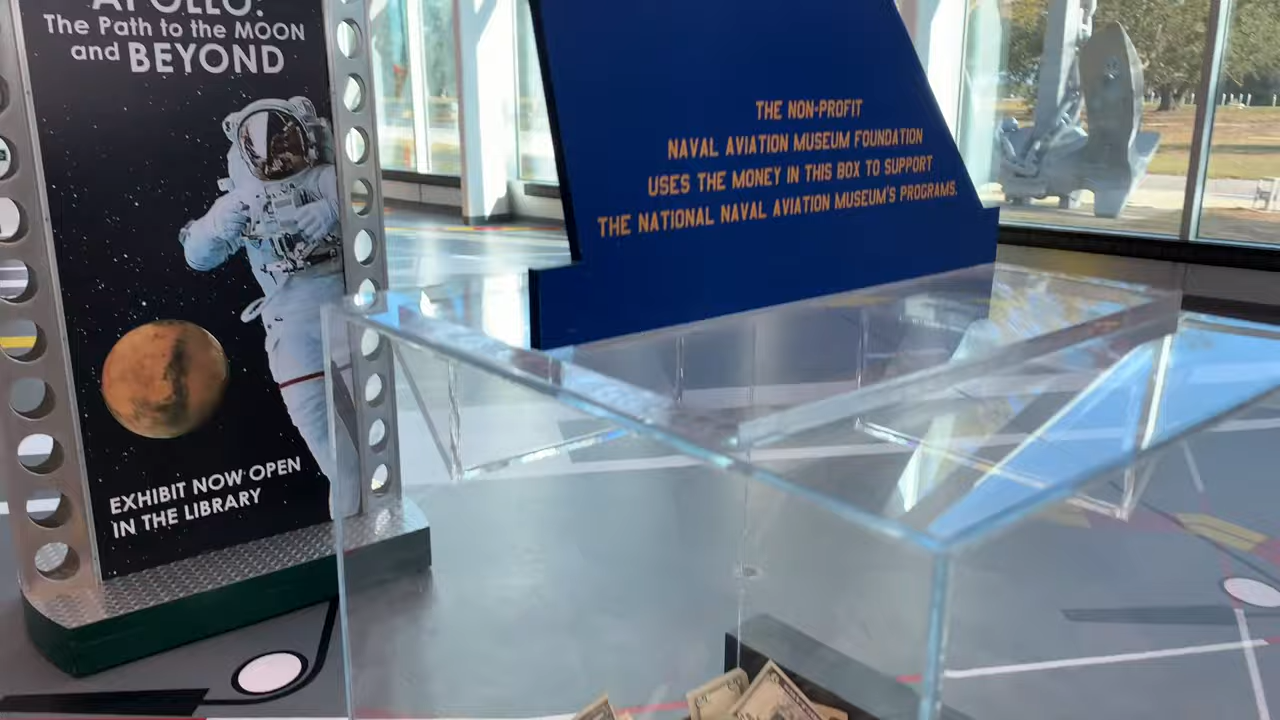 APOLLO:
The Path to the MOON
and BEYOND
EXHIBIT NOW OPEN
IN THE LIBRARY
THE NON-PROFIT
NAVAL AVIATION MUSEUM FOUNDATION
USES THE MONEY IN THIS BOX TO SUPPORT
THE NATIONAL NAVAL AVIATION MUSEUM'S PROGRAMS.